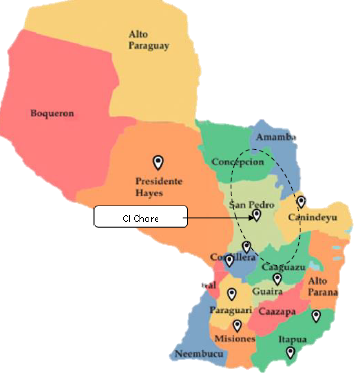 Alto
Paraguay
Boqueron
Amamba
Concepcion
Presidente
Hayes
San Pedro
Cl Chore
Canindeyu
Cordillera
Caaguazu
Guaira
Alto
Parana
Paraguari
Caazapa
Misiones
Itapua
Neembucu